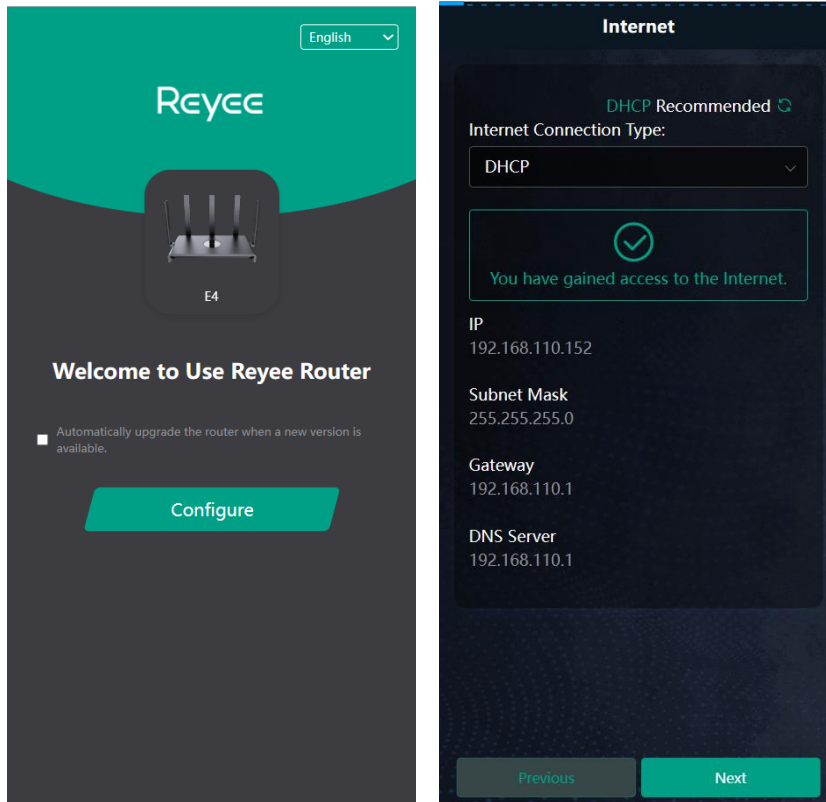 English
Reyee
E4
Welcome to Use Reyee Router
Automatically upgrade the router when a new version is
available.
Configure
Internet
DHCP Recommended
Internet Connection Type:
DHCP
You have gained access to the Internet.
IP
192.168.110.152
Subnet Mask
255.255.255.0
Gateway
192.168.110.1
DNS Server
192.168.110.1
Previous
Next